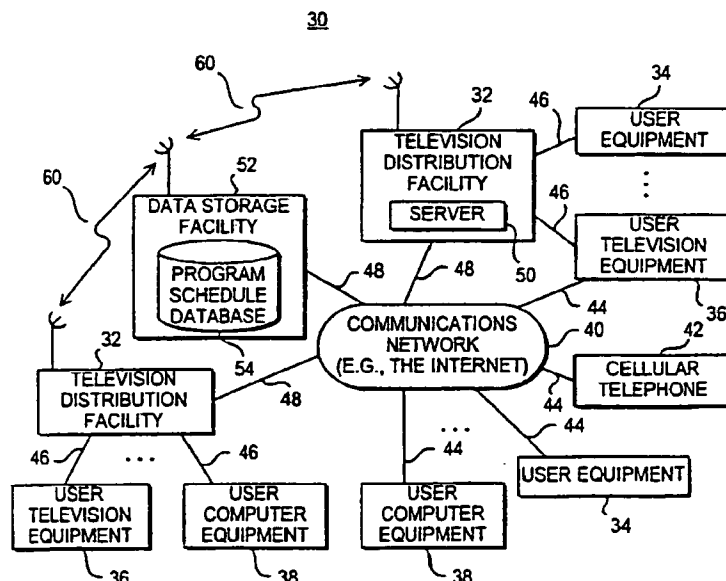 30
60
32
34
46
USER
EQUIPMENT
TELEVISION
DISTRIBUTION
FACILITY
SERVER
50
52
60
DATA STORAGE
FACILITY
PROGRAM
SCHEDULE
DATABASE
54
46
USER
TELEVISION
EQUIPMENT
36
48
48
44
COMMUNICATIONS
NETWORK
(E.G., THE INTERNET)
40
42
CELLULAR
TELEPHONE
44
32
TELEVISION
DISTRIBUTION
FACILITY
48
44
44
USER EQUIPMENT
34
46
46
USER
TELEVISION
EQUIPMENT
36
USER
COMPUTER
EQUIPMENT
38
USER
COMPUTER
EQUIPMENT
38